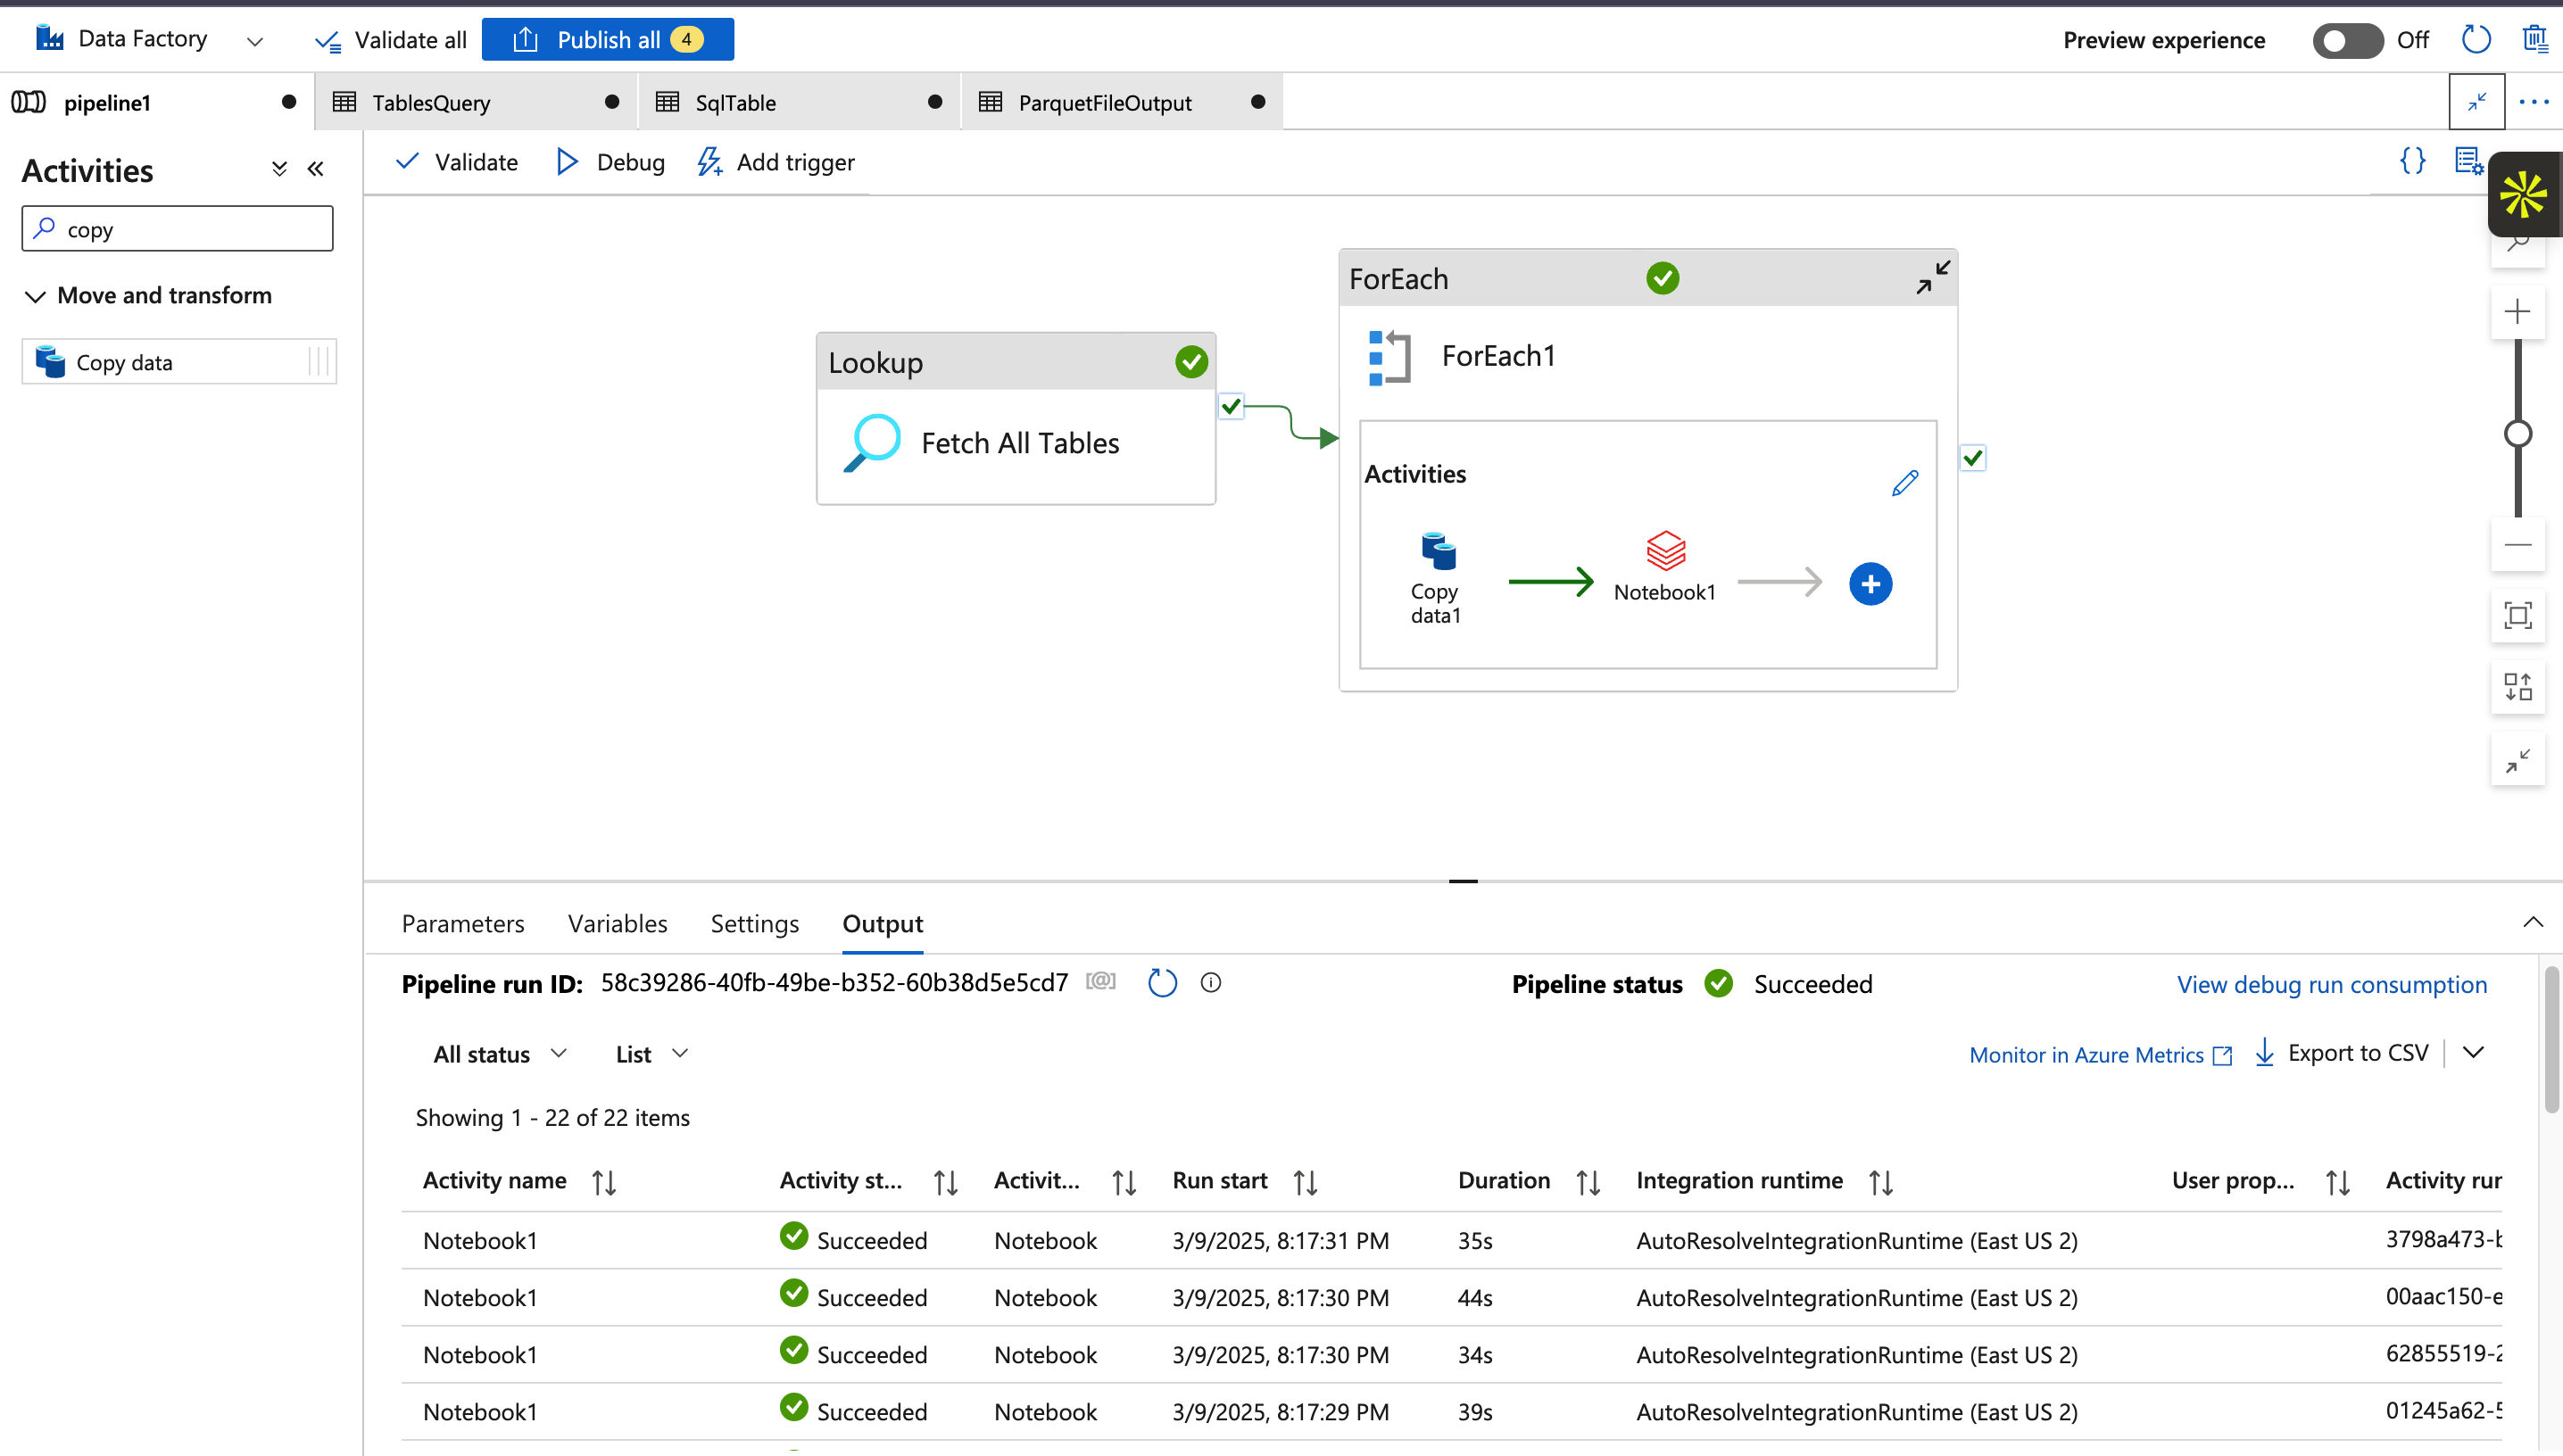 Data Factory
Validate all
Publish all 4
Preview experience Off
pipeline1
TablesQuery
SqlTable
ParquetFileOutput
Activities
Validate
Debug
Add trigger
{}
copy
Move and transform
Copy data
Lookup
Fetch All Tables
ForEach
ForEach1
Activities
Copy
data1
Notebook1
Parameters Variables Settings Output
Pipeline run ID: 58c39286-40fb-49be-b352-60b38d5e5cd7 [@]
Pipeline status Succeeded
View debug run consumption
All status List
Monitor in Azure Metrics Export to CSV
Showing 1 - 22 of 22 items
Activity name Activity st... Activit... Run start Duration Integration runtime User prop... Activity run
Notebook1 Succeeded Notebook 3/9/2025, 8:17:31 PM 35s AutoResolveIntegrationRuntime (East US 2) 3798a473-b
Notebook1 Succeeded Notebook 3/9/2025, 8:17:30 PM 44s AutoResolveIntegrationRuntime (East US 2) 00aac150-e
Notebook1 Succeeded Notebook 3/9/2025, 8:17:30 PM 34s AutoResolveIntegrationRuntime (East US 2) 62855519-2
Notebook1 Succeeded Notebook 3/9/2025, 8:17:29 PM 39s AutoResolveIntegrationRuntime (East US 2) 01245a62-5